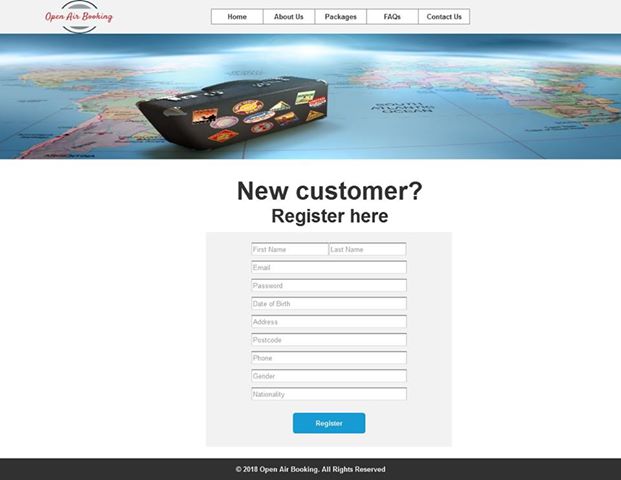 Open Air Booking
Home About Us Packages FAQs Contact Us
SOUTH
ATLANTIC
OCEAN
New customer?
Register here
First Name Last Name
Email
Password
Date of Birth
Address
Postcode
Phone
Gender
Nationality
Register
© 2018 Open Air Booking. All Rights Reserved